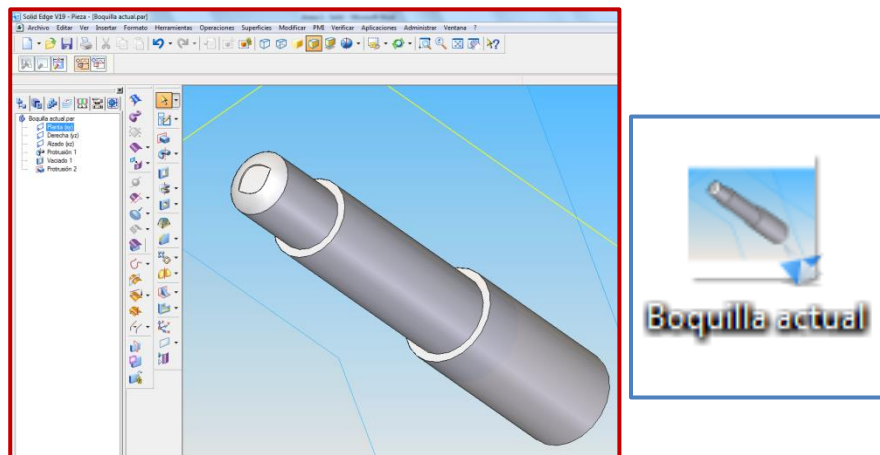 Solid Edge V19 - Pieza - [Boquilla actual.par]
Archivo Editar Ver Insertar Formato Herramientas Operaciones Superficies Modificar PMI Verificar Aplicaciones Administrar Ventana ?
Boquilla actual.par
Planta (xy)
Derecha (yz)
Alzado (xz)
Protrusión 1
Vaciado 1
Protrusión 2
Boquilla actual